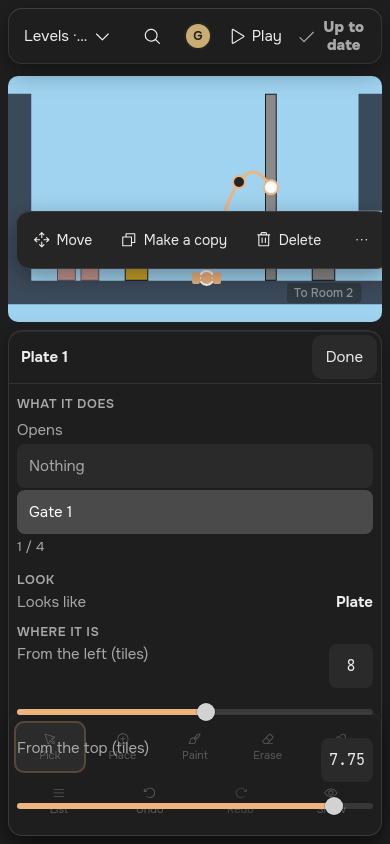 Levels ·...
G
Play
Up to
date
Move
Make a copy
Delete
...
To Room 2
Plate 1
Done
WHAT IT DOES
Opens
Nothing
Gate 1
1 / 4
LOOK
Looks like
Plate
WHERE IT IS
From the left (tiles)
8
Pick
Place
Paint
Erase
From the top (tiles)
7.75
List
Undo
Redo